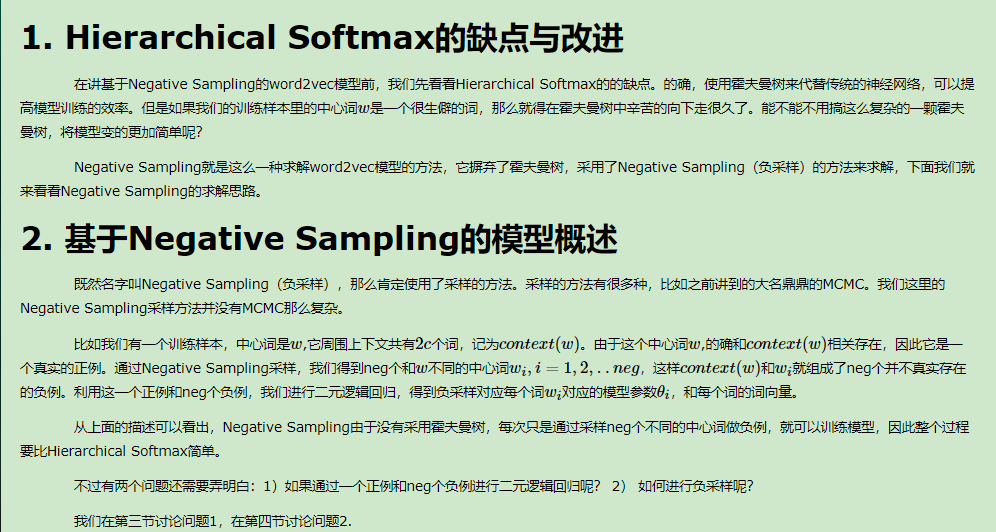 1. Hierarchical Softmax的缺点与改进
在讲基于Negative Sampling的word2vec模型前，我们先看看Hierarchical Softmax的的缺点。的确，使用霍夫曼树来代替传统的神经网络，可以提
高模型训练的效率。但是如果我们的训练样本里的中心词w是一个很生僻的词，那么就得在霍夫曼树中辛苦的向下走很久了。能不能不用搞这么复杂的一颗霍夫
曼树，将模型变的更加简单呢？
Negative Sampling就是这么一种求解word2vec模型的方法，它摒弃了霍夫曼树，采用了Negative Sampling（负采样）的方法来求解，下面我们就
来看看Negative Sampling的求解思路。
2. 基于Negative Sampling的模型概述
既然名字叫Negative Sampling（负采样），那么肯定使用了采样的方法。采样的方法有很多种，比如之前讲到的大名鼎鼎的MCMC。我们这里的
Negative Sampling采样方法并没有MCMC那么复杂。
比如我们有一个训练样本，中心词是w,它周围上下文共有2c个词，记为context(w)。由于这个中心词w,的确和context(w)相关存在，因此它是一
个真实的正例。通过Negative Sampling采样，我们得到neg个和w不同的中心词w_i, i = 1, 2, ..neg，这样context(w)和w_i就组成了neg个并不真实存在
的负例。利用这一个正例和neg个负例，我们进行二元逻辑回归，得到负采样对应每个词w_i对应的模型参数θ_i，和每个词的词向量。
从上面的描述可以看出，Negative Sampling由于没有采用霍夫曼树，每次只是通过采样neg个不同的中心词做负例，就可以训练模型，因此整个过程
要比Hierarchical Softmax简单。
不过有两个问题还需要弄明白：1）如果通过一个正例和neg个负例进行二元逻辑回归呢？ 2） 如何进行负采样呢？
我们在第三节讨论问题1，在第四节讨论问题2.